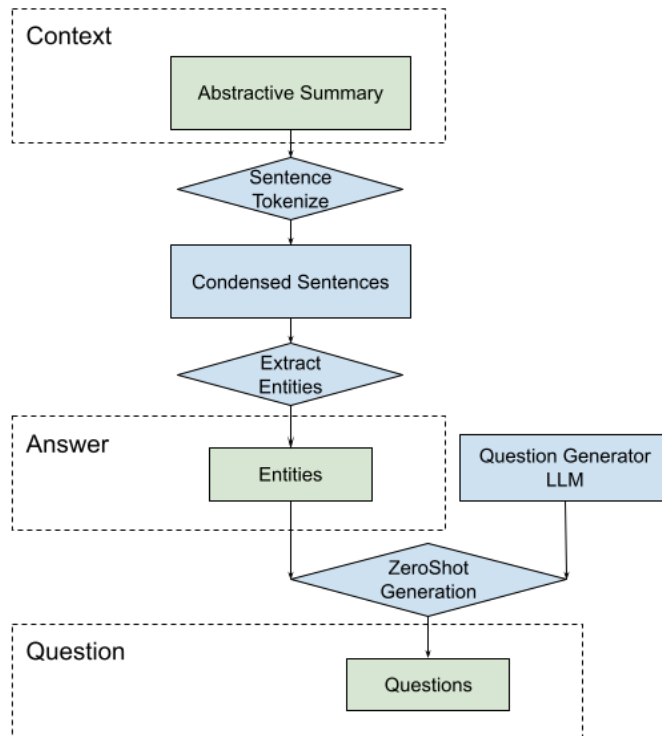 Context
Abstractive Summary
Sentence
Tokenize
Condensed Sentences
Extract
Entities
Answer
Entities
Question Generator
LLM
ZeroShot
Generation
Question
Questions